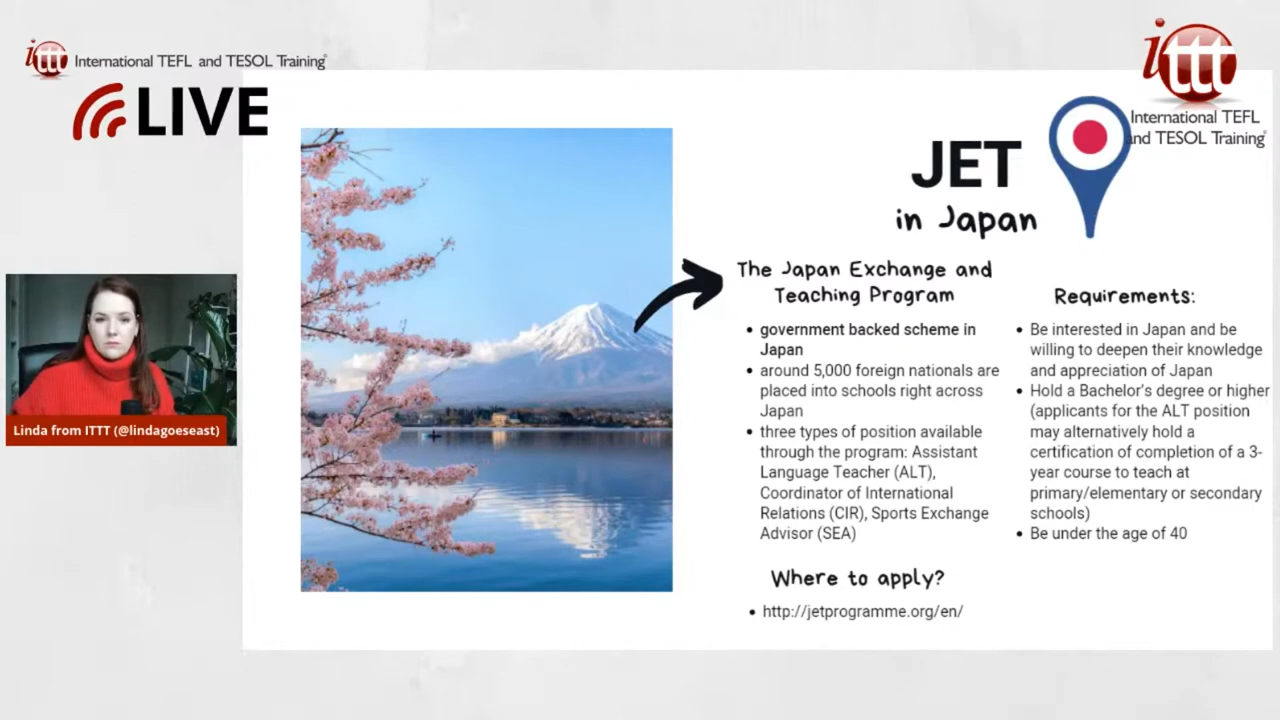 ittt International TEFL and TESOL Training
LIVE
ittt
International TEFL
and TESOL Training
JET
in Japan
The Japan Exchange and
Teaching Program
• government backed scheme in
Japan
• around 5,000 foreign nationals are
placed into schools right across
Japan
• three types of position available
through the program: Assistant
Language Teacher (ALT),
Coordinator of International
Relations (CIR), Sports Exchange
Advisor (SEA)
Where to apply?
• http://jetprogramme.org/en/
Requirements:
• Be interested in Japan and be
willing to deepen their knowledge
and appreciation of Japan
• Hold a Bachelor's degree or higher
(applicants for the ALT position
may alternatively hold a
certification of completion of a 3-
year course to teach at
primary/elementary or secondary
schools)
• Be under the age of 40
Linda from ITTT (@lindagoeseast)